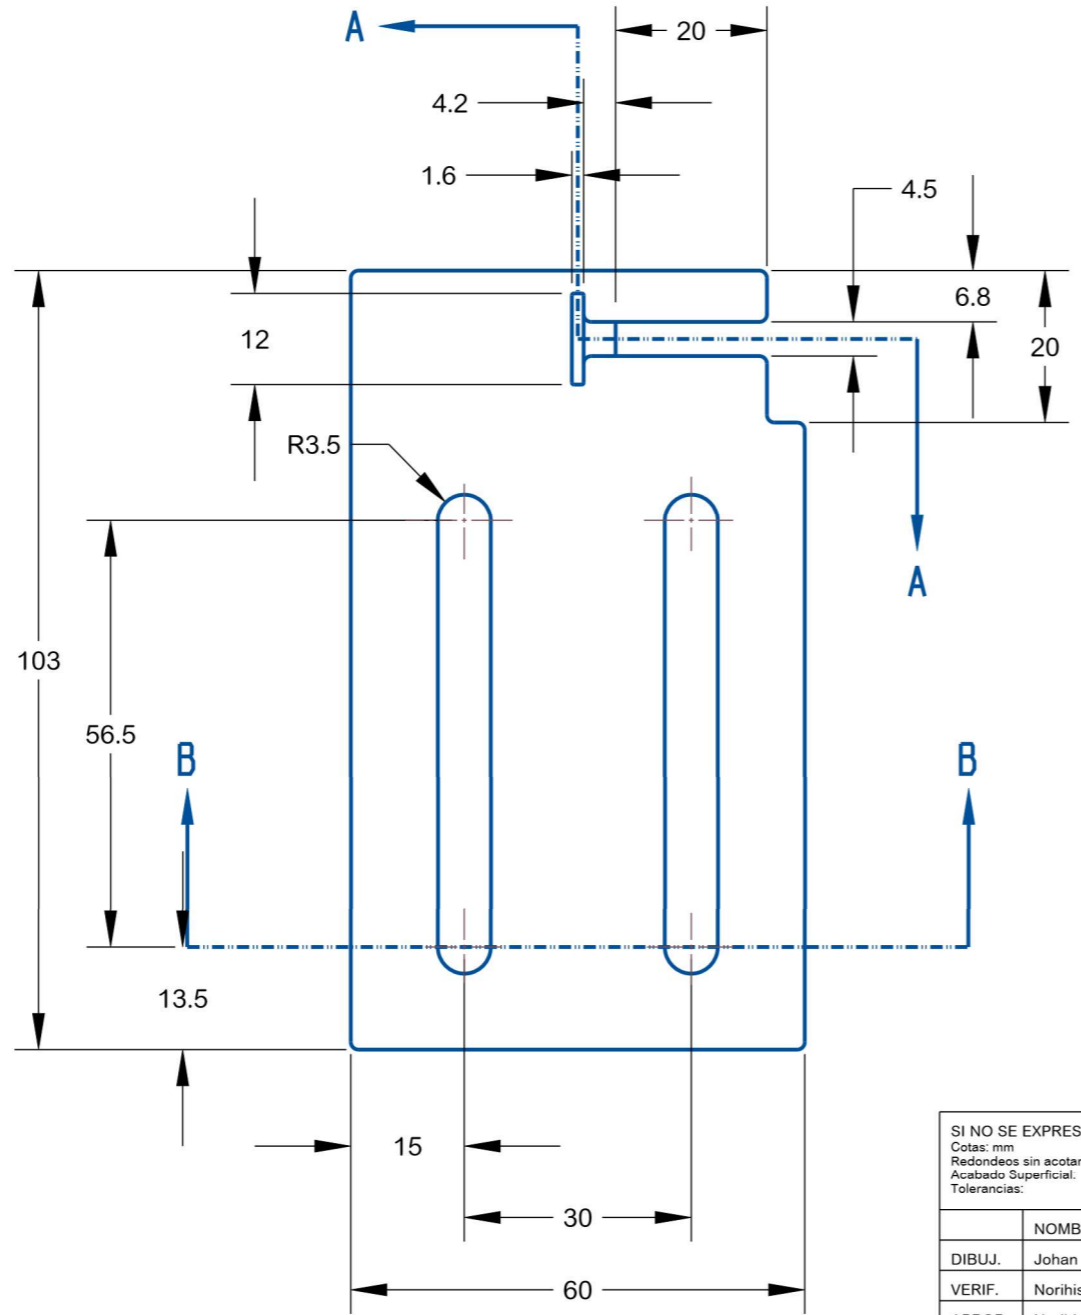 A
20
4.2
1.6
4.5
6.8
12
20
R3.5
A
103
56.5
B
B
13.5
15
30
60
SI NO SE EXPRES
Cotas: mm
Redondeos sin acotar
Acabado Superficial:
Tolerancias:
NOMB
DIBUJ. Johan
VERIF. Norihis